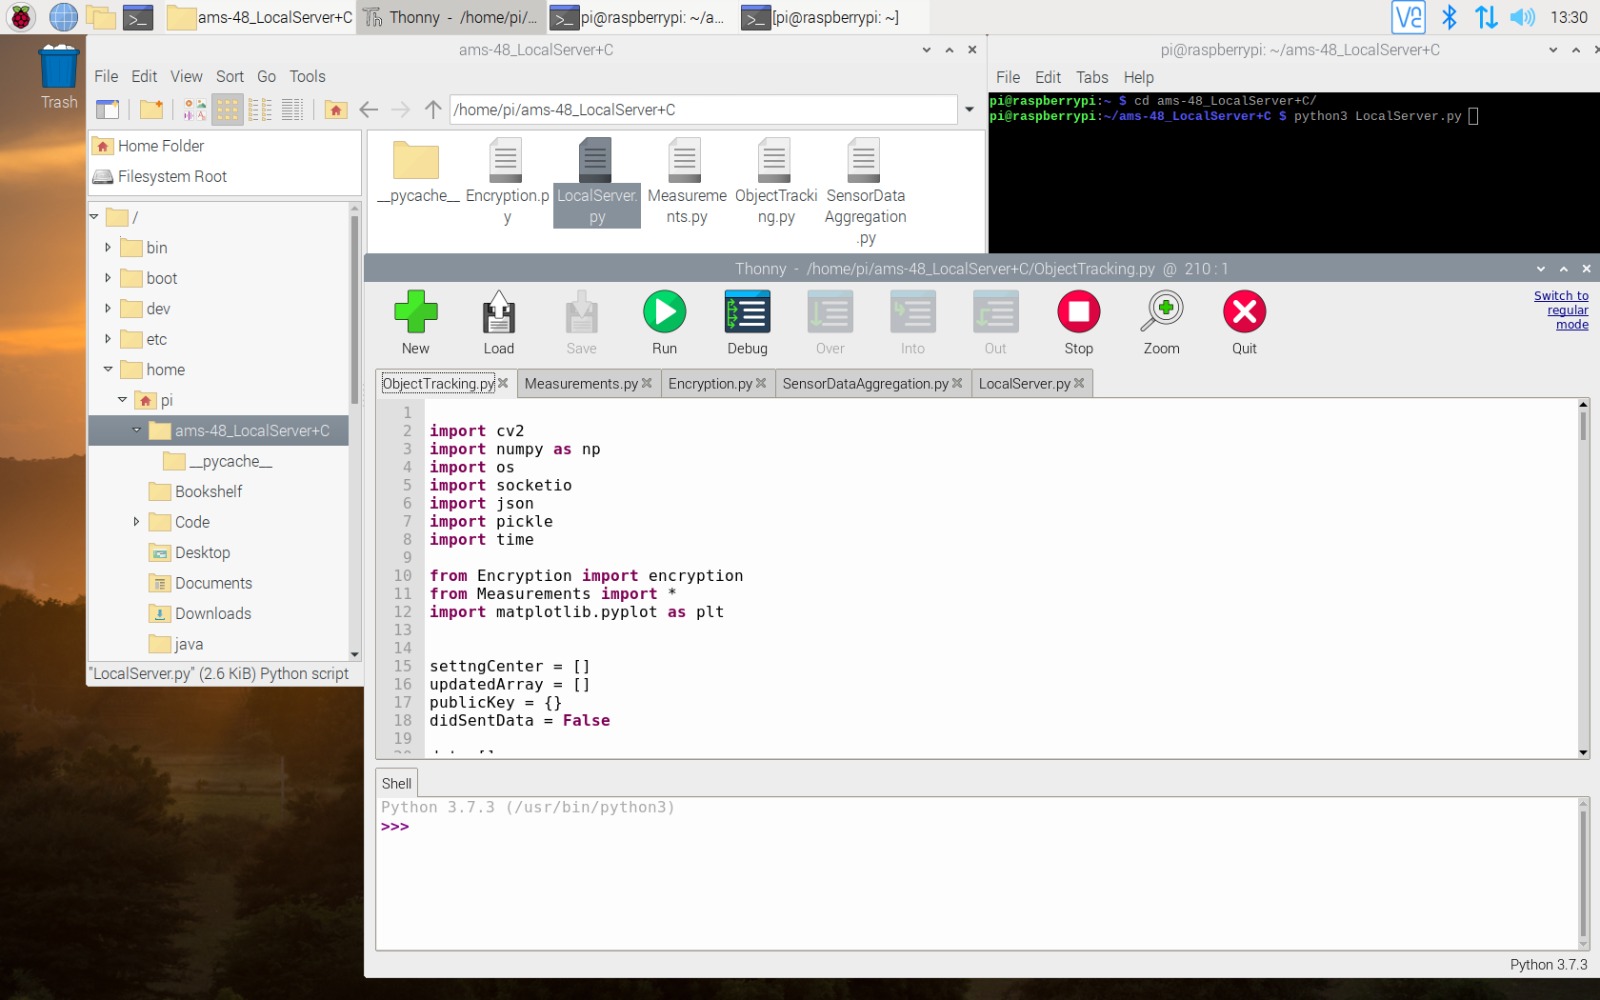 ams-48_LocalServer+C
Thonny - /home/pi/...
pi@raspberrypi: ~/a...
[pi@raspberrypi: ~]
13:30
Trash
ams-48_LocalServer+C
File Edit View Sort Go Tools
/home/pi/ams-48_LocalServer+C
Home Folder
Filesystem Root
/
bin
boot
dev
etc
home
pi
ams-48_LocalServer+C
__pycache__
Bookshelf
Code
Desktop
Documents
Downloads
java
"LocalServer.py" (2.6 KiB) Python script
__pycache__
Encryption.p
y
LocalServer.
py
Measureme
nts.py
ObjectTracki
ng.py
SensorData
Aggregation
.py
pi@raspberrypi: ~/ams-48_LocalServer+C
File Edit Tabs Help
pi@raspberrypi:~ $ cd ams-48_LocalServer+C/
pi@raspberrypi:~/ams-48_LocalServer+C $ python3 LocalServer.py
Thonny - /home/pi/ams-48_LocalServer+C/ObjectTracking.py @ 210 : 1
New Load Save Run Debug Over Into Out Stop Zoom Quit
Switch to
regular
mode
ObjectTracking.py Measurements.py Encryption.py SensorDataAggregation.py LocalServer.py
1
2 import cv2
3 import numpy as np
4 import os
5 import socketio
6 import json
7 import pickle
8 import time
9
10 from Encryption import encryption
11 from Measurements import *
12 import matplotlib.pyplot as plt
13
14
15 settngCenter = []
16 updatedArray = []
17 publicKey = {}
18 didSentData = False
19
Shell
Python 3.7.3 (/usr/bin/python3)
>>>
Python 3.7.3